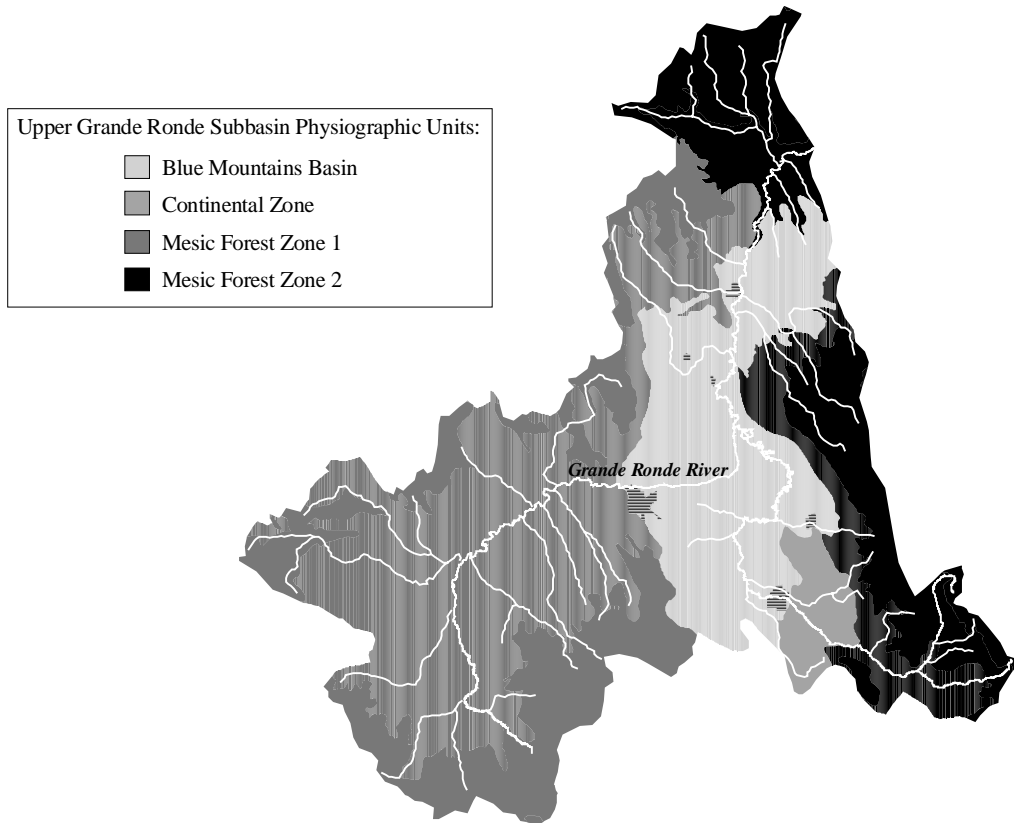 Upper Grande Ronde Subbasin Physiographic Units:
Blue Mountains Basin
Continental Zone
Mesic Forest Zone 1
Mesic Forest Zone 2
Grande Ronde River